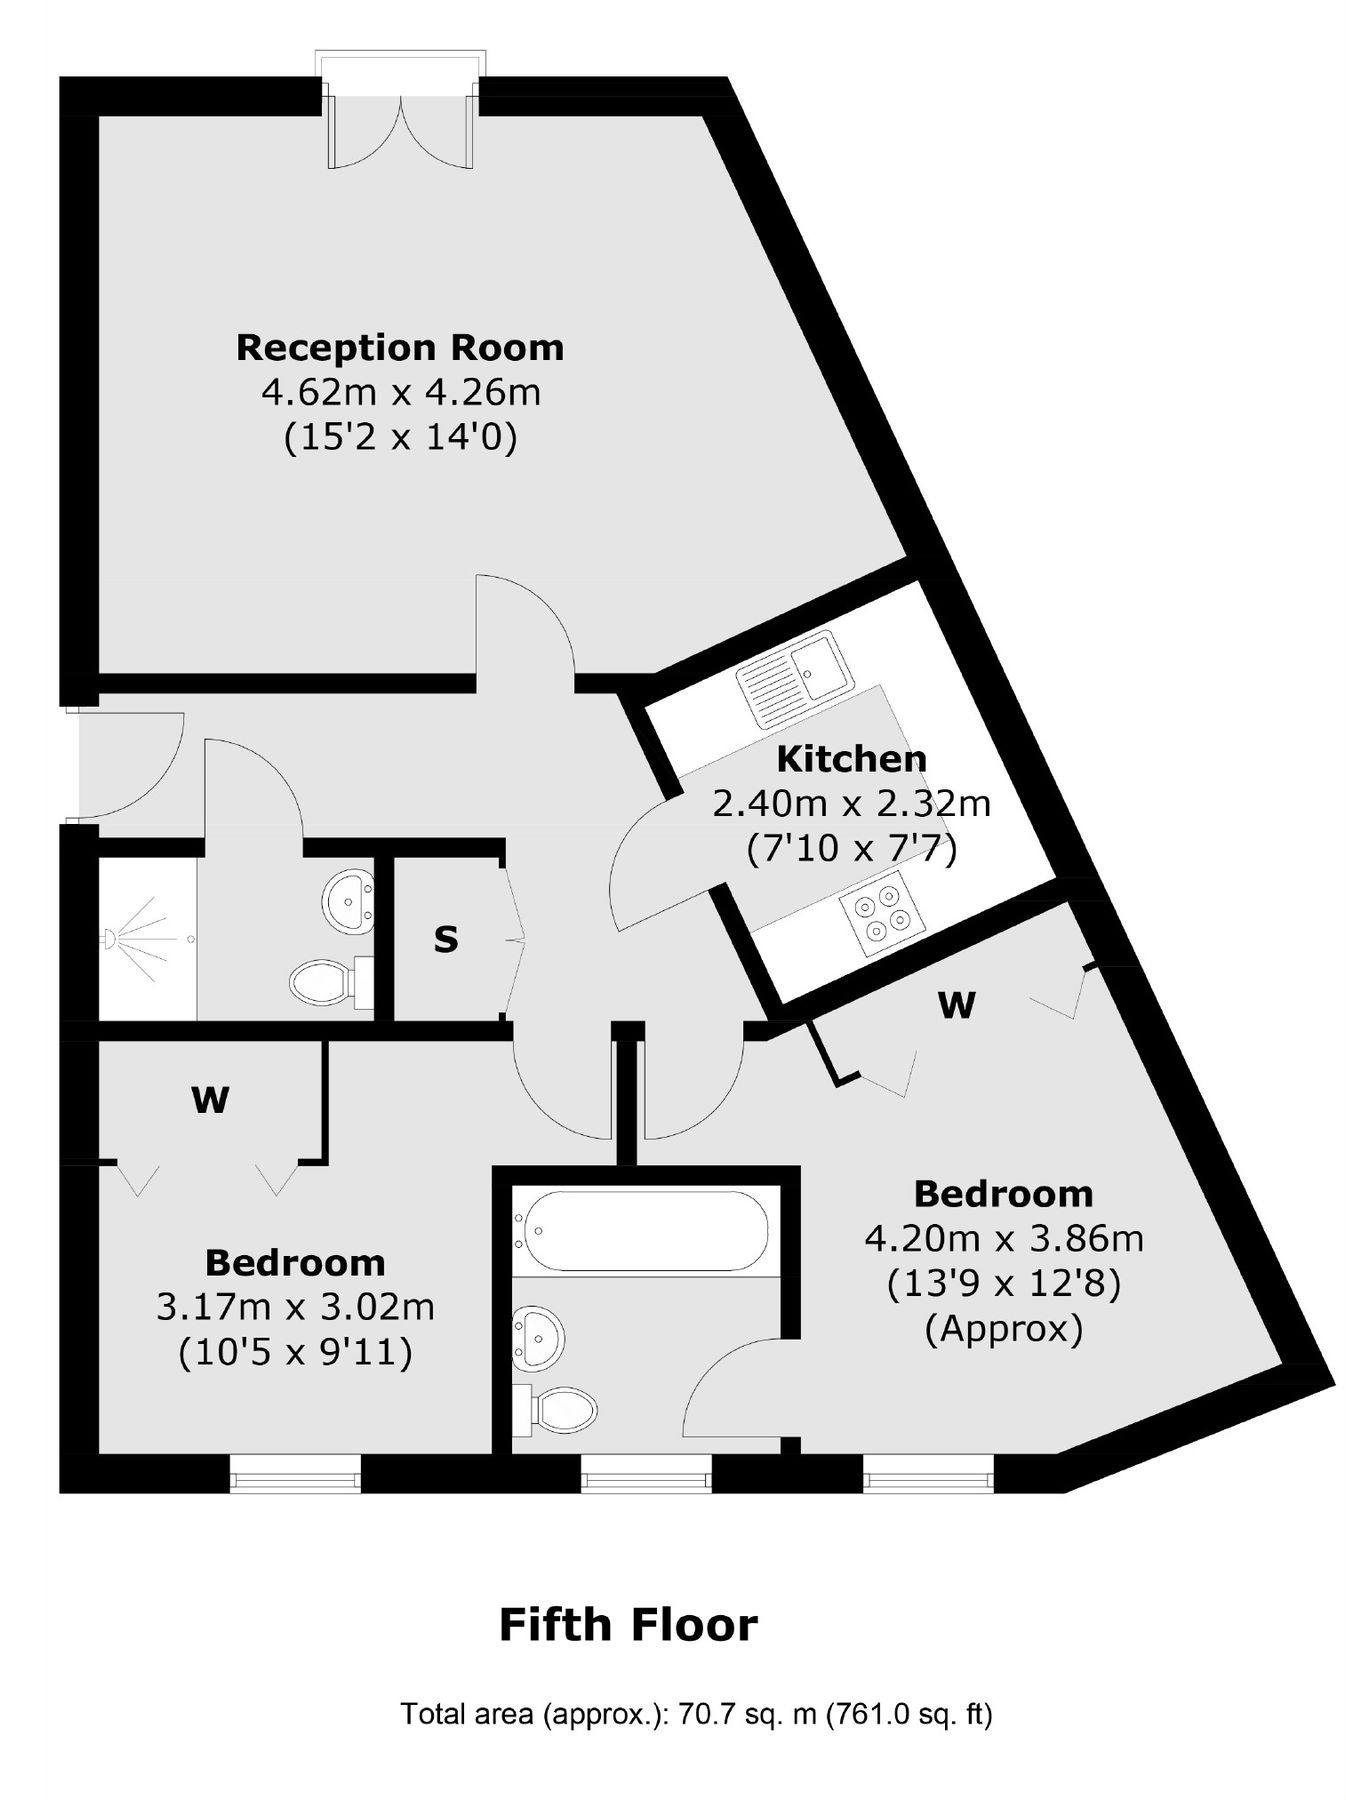 Reception Room
4.62m x 4.26m
(15'2 x 14'0)
Kitchen
2.40m x 2.32m
(7'10 x 7'7)
S
W
W
Bedroom
4.20m x 3.86m
(13'9 x 12'8)
(Approx)
Bedroom
3.17m x 3.02m
(10'5 x 9'11)
Fifth Floor
Total area (approx.): 70.7 sq. m (761.0 sq. ft)